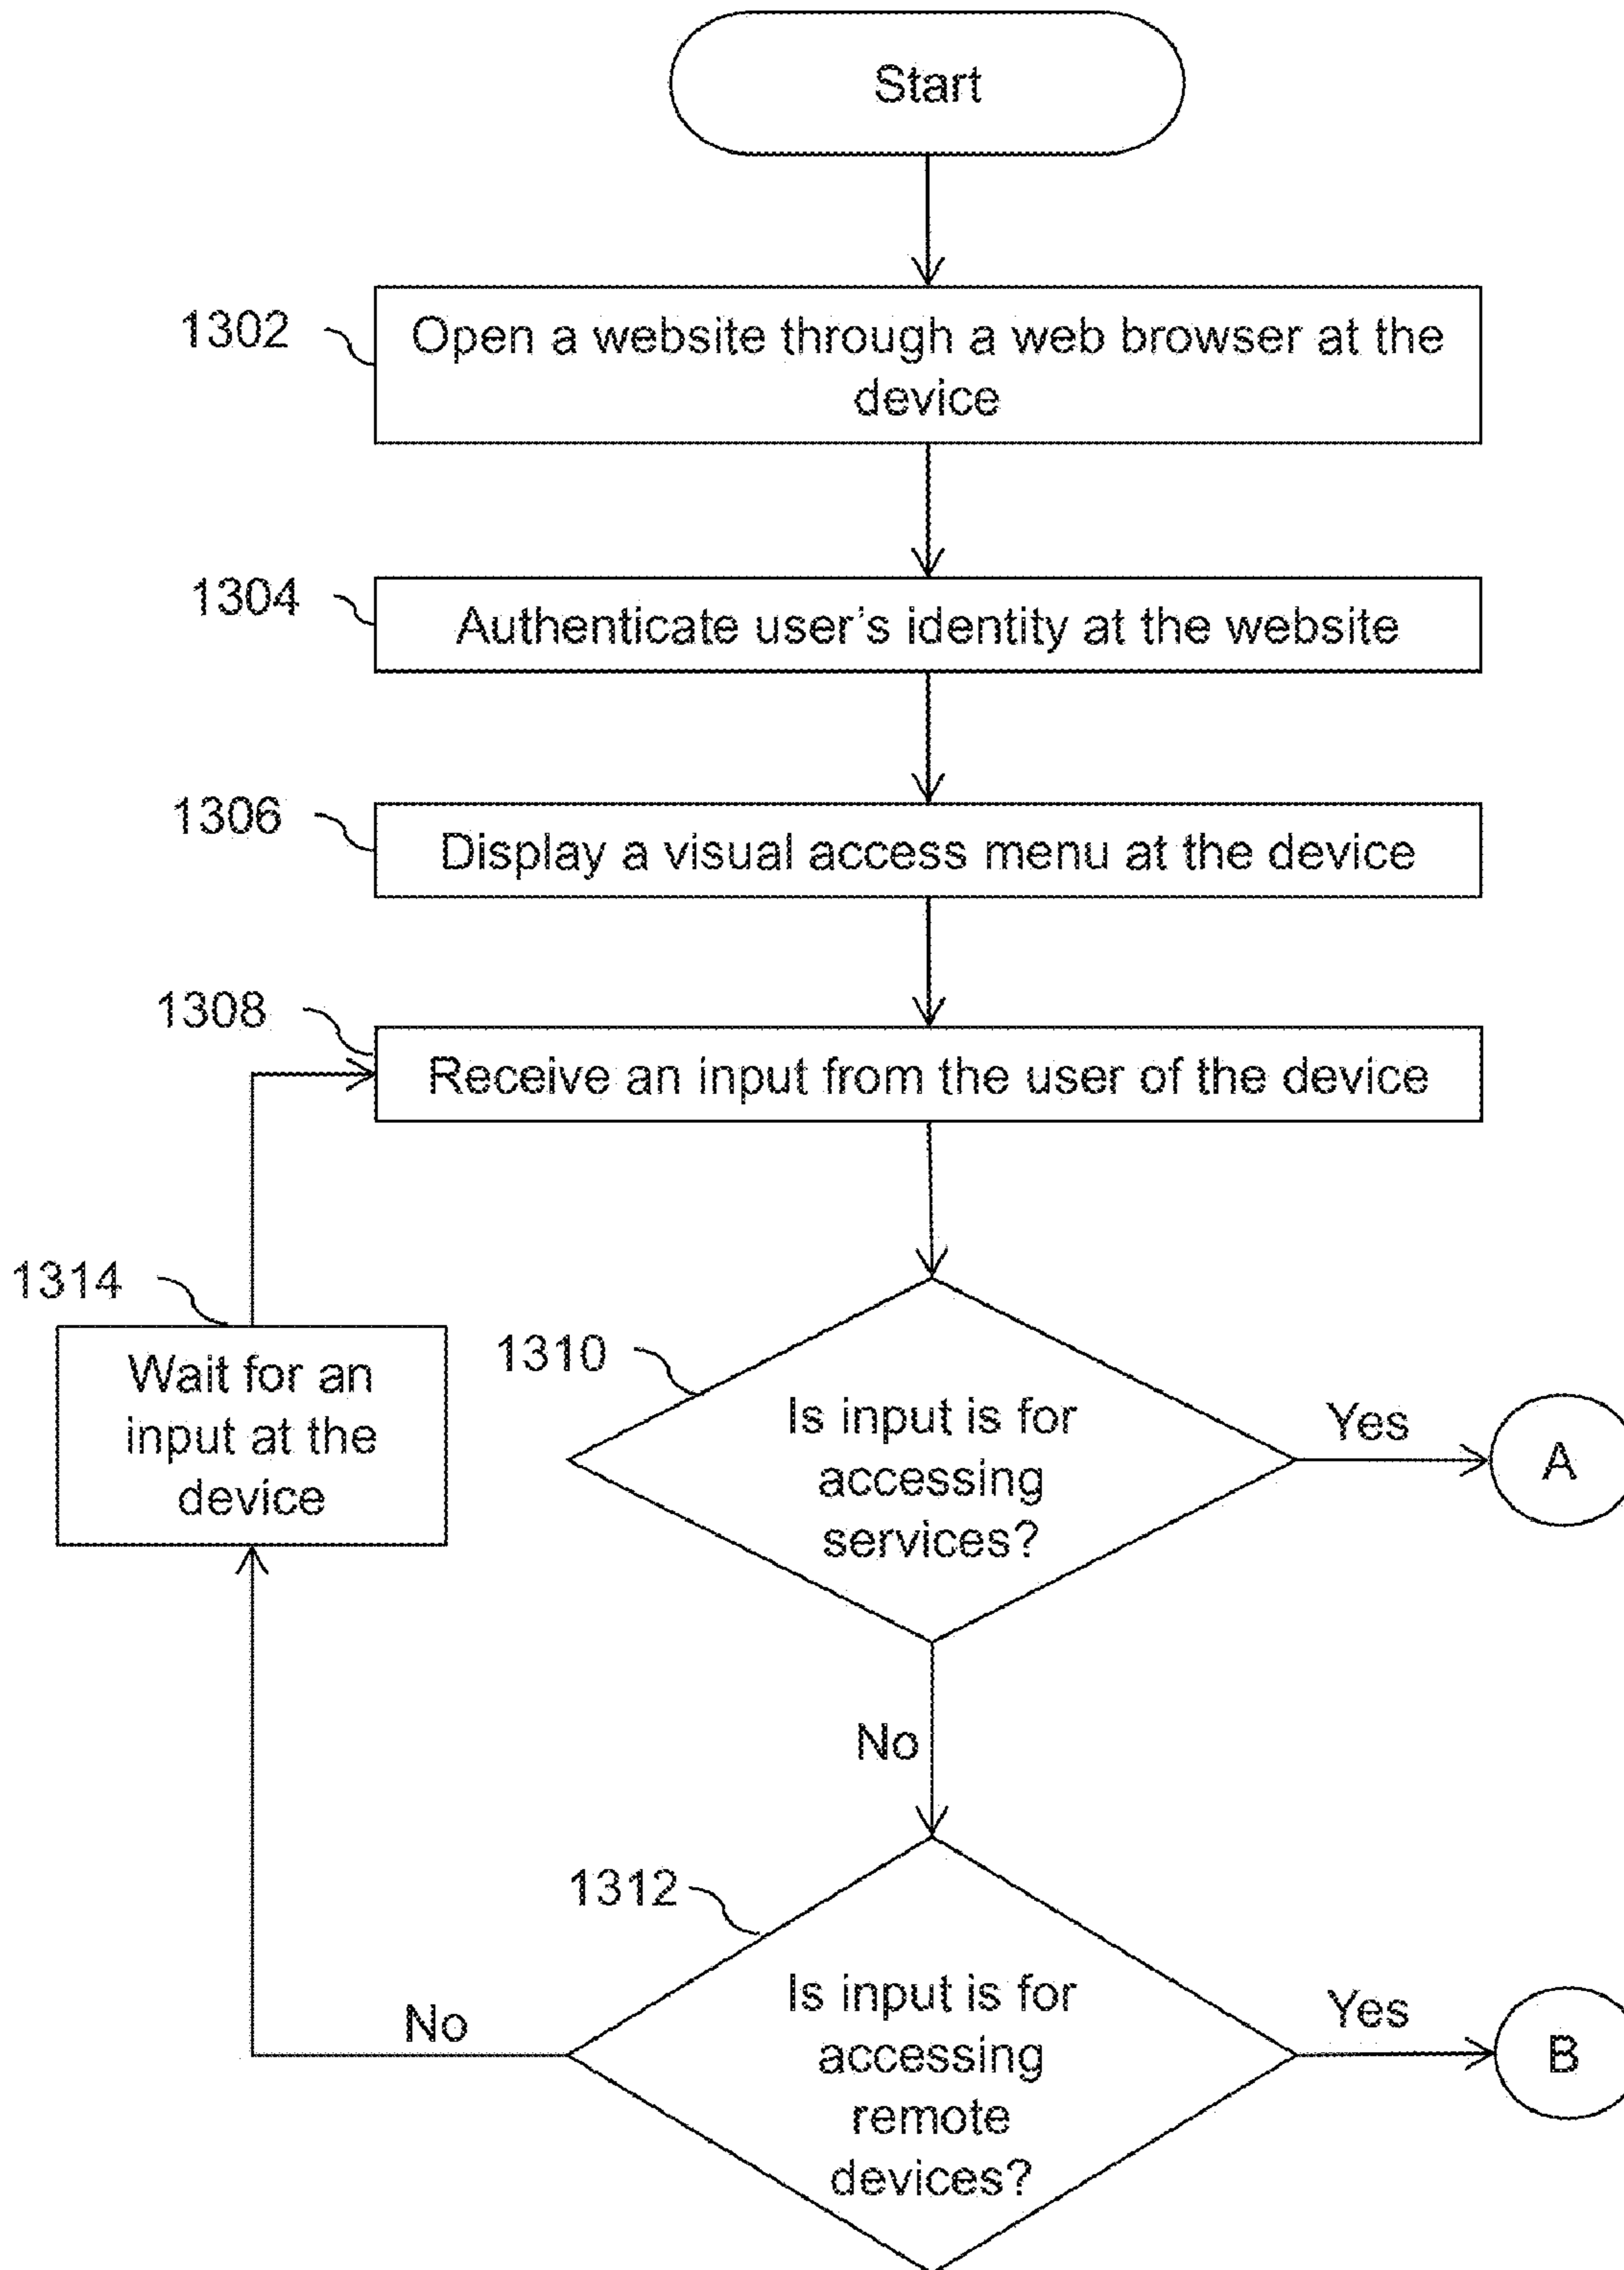 Start
1302
Open a website through a web browser at the
device
1304
Authenticate user's identity at the website
1306
Display a visual access menu at the device
1308
Receive an input from the user of the device
1314
Wait for an
input at the
device
1310
Is input is for
accessing
services?
Yes
A
No
1312
Is input is for
accessing
remote
devices?
Yes
B
No